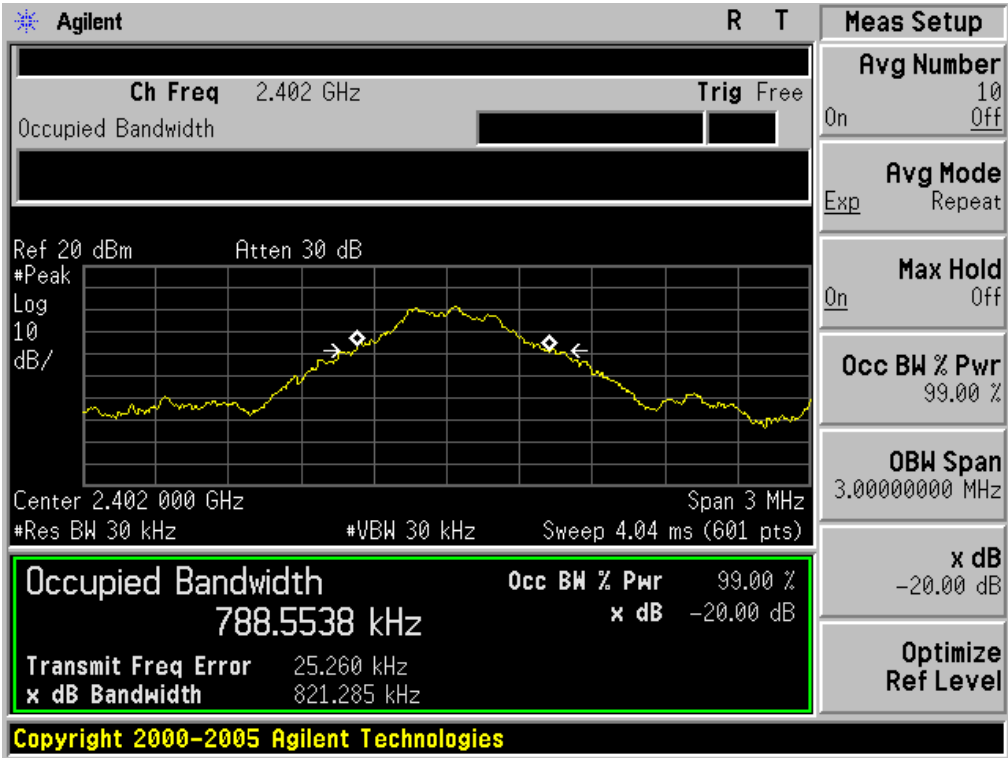 Agilent R T
Ch Freq 2.402 GHz Trig Free
Occupied Bandwidth
Ref 20 dBm Atten 30 dB
#Peak
Log
10
dB/
Center 2.402 000 GHz Span 3 MHz
#Res BW 30 kHz #VBW 30 kHz Sweep 4.04 ms (601 pts)
Occupied Bandwidth Occ BW % Pwr 99.00 %
788.5538 kHz x dB -20.00 dB
Transmit Freq Error 25.260 kHz
x dB Bandwidth 821.285 kHz
Copyright 2000-2005 Agilent Technologies
Meas Setup
Avg Number
10
On Off
Avg Mode
Exp Repeat
Max Hold
On Off
Occ BW % Pwr
99.00 %
OBW Span
3.00000000 MHz
x dB
-20.00 dB
Optimize
Ref Level